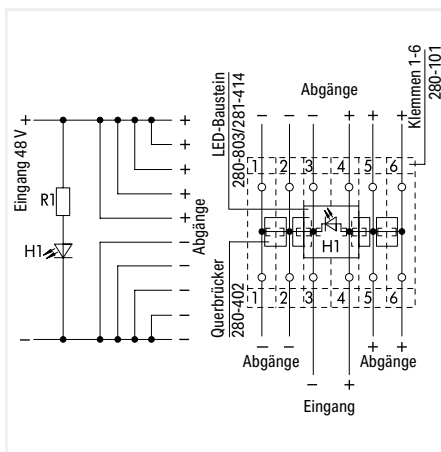 Eingang 48 V
+
R1
H1
–
+
+
+
+
+
–
–
–
–
–
Abgänge
LED-Baustein
280-803/281-414
Querbrücker
280-402
Klemmen 1-6
280-101
Abgänge
– – – + + +
1 2 3 4 5 6
H1
1 2 3 4 5 6
– – + +
Abgänge Abgänge
– +
Eingang